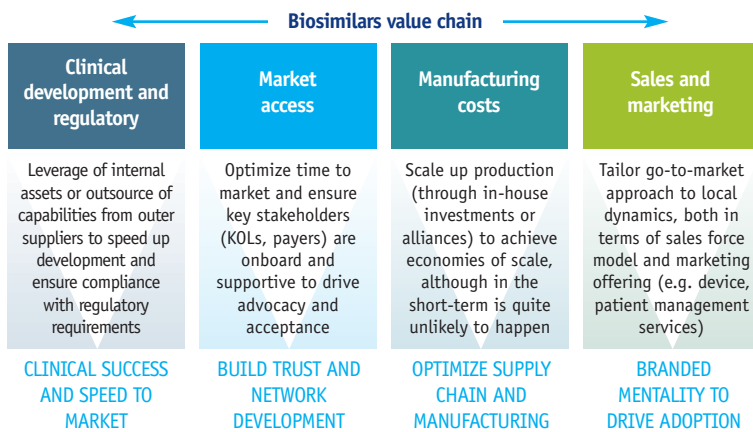 Biosimilars value chain
Clinical
development and
regulatory
Leverage of internal
assets or outsource of
capabilities from outer
suppliers to speed up
development and
ensure compliance
with regulatory
requirements
CLINICAL SUCCESS
AND SPEED TO
MARKET
Market
access
Optimize time to
market and ensure
key stakeholders
(KOLs, payers) are
onboard and
supportive to drive
advocacy and
acceptance
BUILD TRUST AND
NETWORK
DEVELOPMENT
Manufacturing
costs
Scale up production
(through in-house
investments or
alliances) to achieve
economies of scale,
although in the
short-term is quite
unlikely to happen
OPTIMIZE SUPPLY
CHAIN AND
MANUFACTURING
Sales and
marketing
Tailor go-to-market
approach to local
dynamics, both in
terms of sales force
model and marketing
offering (e.g. device,
patient management
services)
BRANDED
MENTALITY TO
DRIVE ADOPTION